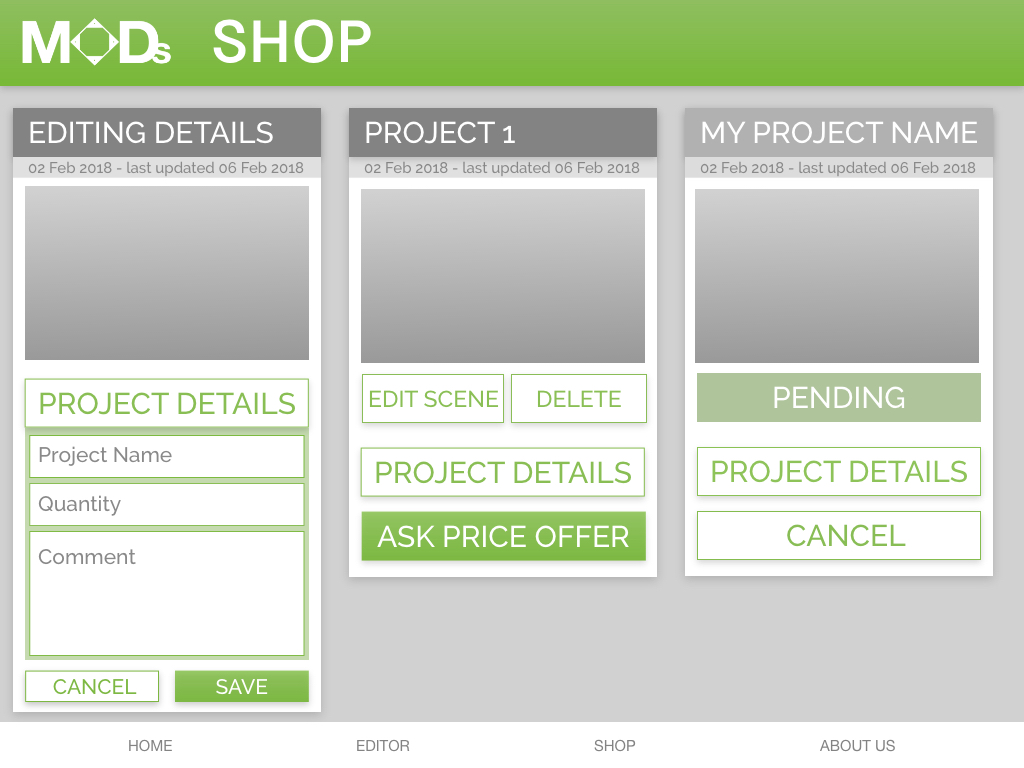 MODs SHOP
EDITING DETAILS
02 Feb 2018 - last updated 06 Feb 2018
PROJECT DETAILS
Project Name
Quantity
Comment
CANCEL SAVE
PROJECT 1
02 Feb 2018 - last updated 06 Feb 2018
EDIT SCENE DELETE
PROJECT DETAILS
ASK PRICE OFFER
MY PROJECT NAME
02 Feb 2018 - last updated 06 Feb 2018
PENDING
PROJECT DETAILS
CANCEL
HOME EDITOR SHOP ABOUT US